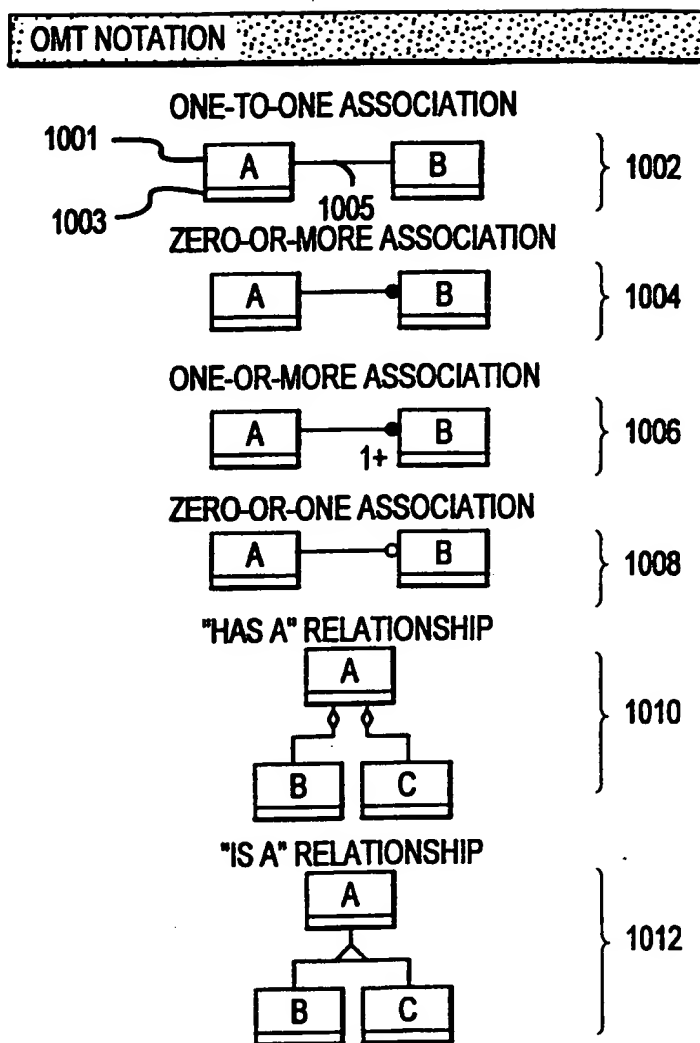 OMT NOTATION
ONE-TO-ONE ASSOCIATION
1001
A
B
1002
1003
1005
ZERO-OR-MORE ASSOCIATION
A
B
1004
ONE-OR-MORE ASSOCIATION
A
B
1+
1006
ZERO-OR-ONE ASSOCIATION
A
B
1008
"HAS A" RELATIONSHIP
A
1010
B
C
"IS A" RELATIONSHIP
A
1012
B
C